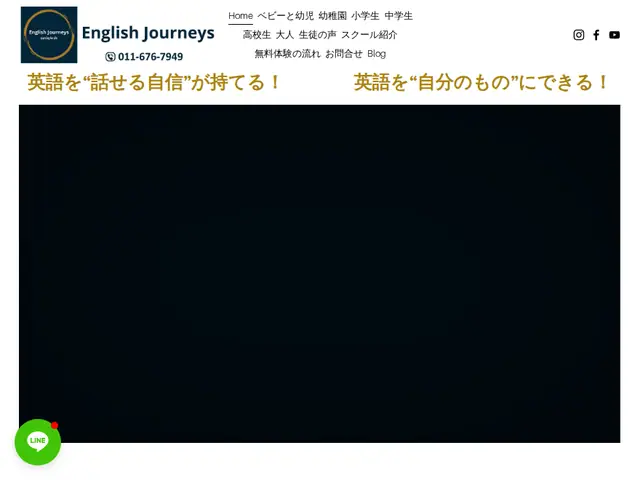 English Journeys
English Journeys
011-676-7949
Home ベビーと幼児 幼稚園 小学生 中学生
高校生 大人 生徒の声 スクール紹介
無料体験の流れ お問合せ Blog
英語を“話せる自信”が持てる！
英語を“自分のもの”にできる！
LINE